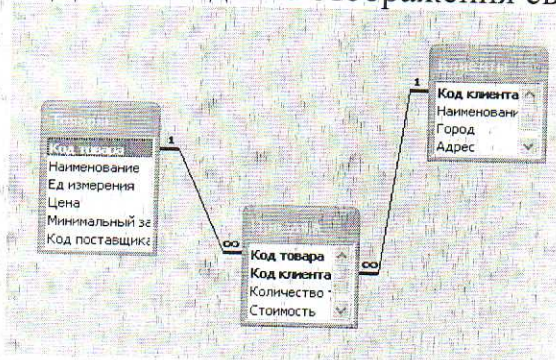 1
Код клиента
Наименовани
Город
Адрес
1
Код товара
Наименование
Ед измерения
Цена
Минимальный за
Код поставщика
∞
Код товара
Код клиента
∞
Количество
Стоимость